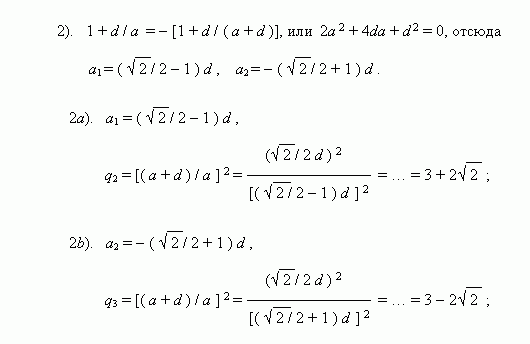 2). 1 + d / a = – [1 + d / ( a + d )], или 2a² + 4da + d² = 0, отсюда
a₁ = ( √2 / 2 – 1 ) d , a₂ = – ( √2 / 2 + 1 ) d .
2a). a₁ = ( √2 / 2 – 1 ) d ,
q₂ = [( a + d ) / a ]² = (√2 / 2 d )² / [( √2 / 2 – 1 ) d ]² = … = 3 + 2√2 ;
2b). a₂ = – ( √2 / 2 + 1 ) d ,
q₃ = [( a + d ) / a ]² = (√2 / 2 d )² / [( √2 / 2 + 1 ) d ]² = … = 3 – 2√2 ;